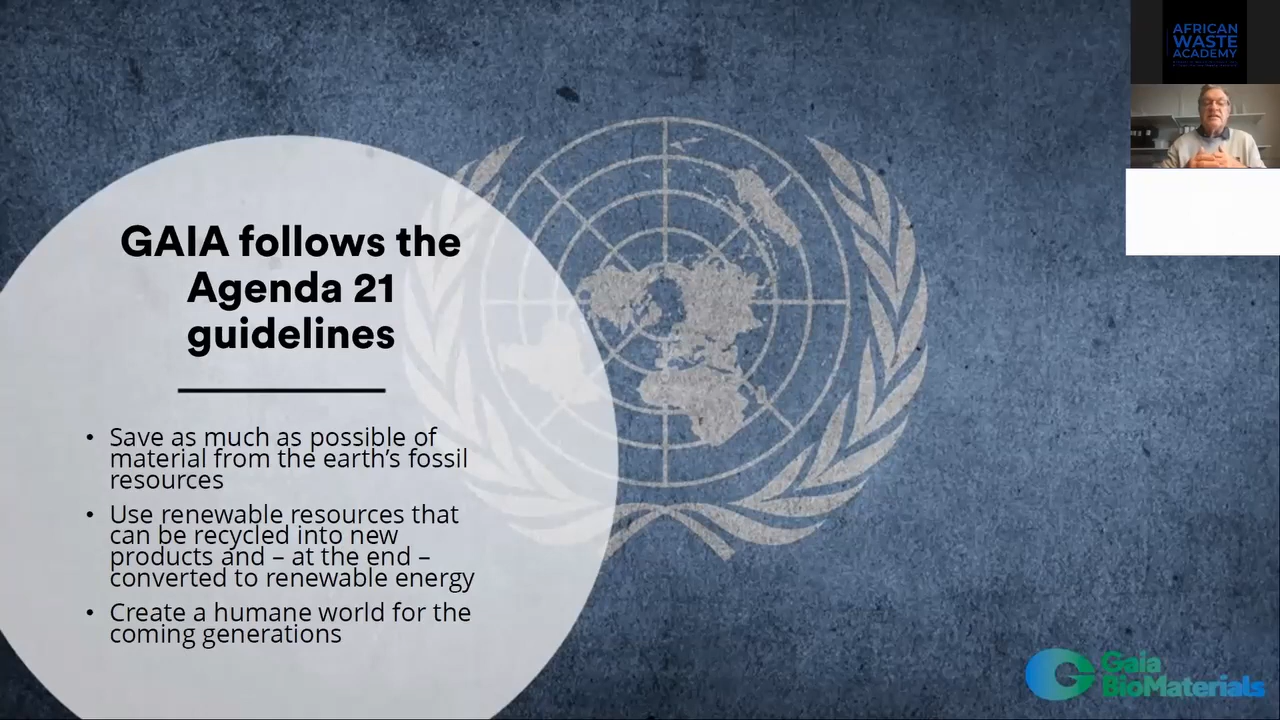 AFRICAN
WASTE
ACADEMY
GAIA follows the
Agenda 21
guidelines
• Save as much as possible of
material from the earth’s fossil
resources
• Use renewable resources that
can be recycled into new
products and – at the end –
converted to renewable energy
• Create a humane world for the
coming generations
Gaia
BioMaterials